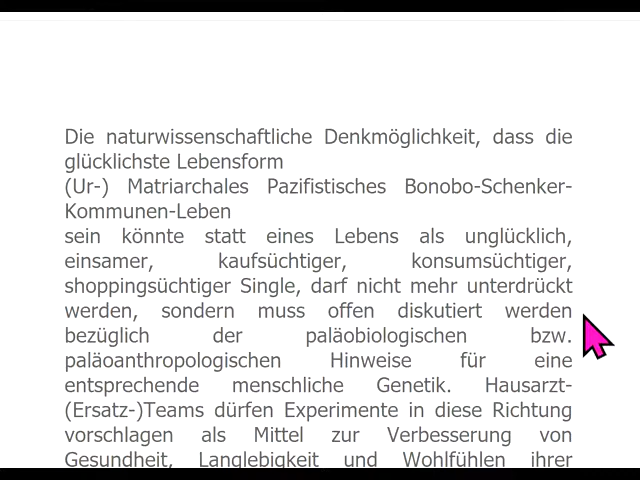 Die naturwissenschaftliche Denkmöglichkeit, dass die
glücklichste Lebensform
(Ur-) Matriarchales Pazifistisches Bonobo-Schenker-
Kommunen-Leben
sein könnte statt eines Lebens als unglücklich,
einsamer, kaufsüchtiger, konsumsüchtiger,
shoppingsüchtiger Single, darf nicht mehr unterdrückt
werden, sondern muss offen diskutiert werden
bezüglich der paläobiologischen bzw.
paläoanthropologischen Hinweise für eine
entsprechende menschliche Genetik. Hausarzt-
(Ersatz-)Teams dürfen Experimente in diese Richtung
vorschlagen als Mittel zur Verbesserung von
Gesundheit, Langlebigkeit und Wohlfühlen ihrer